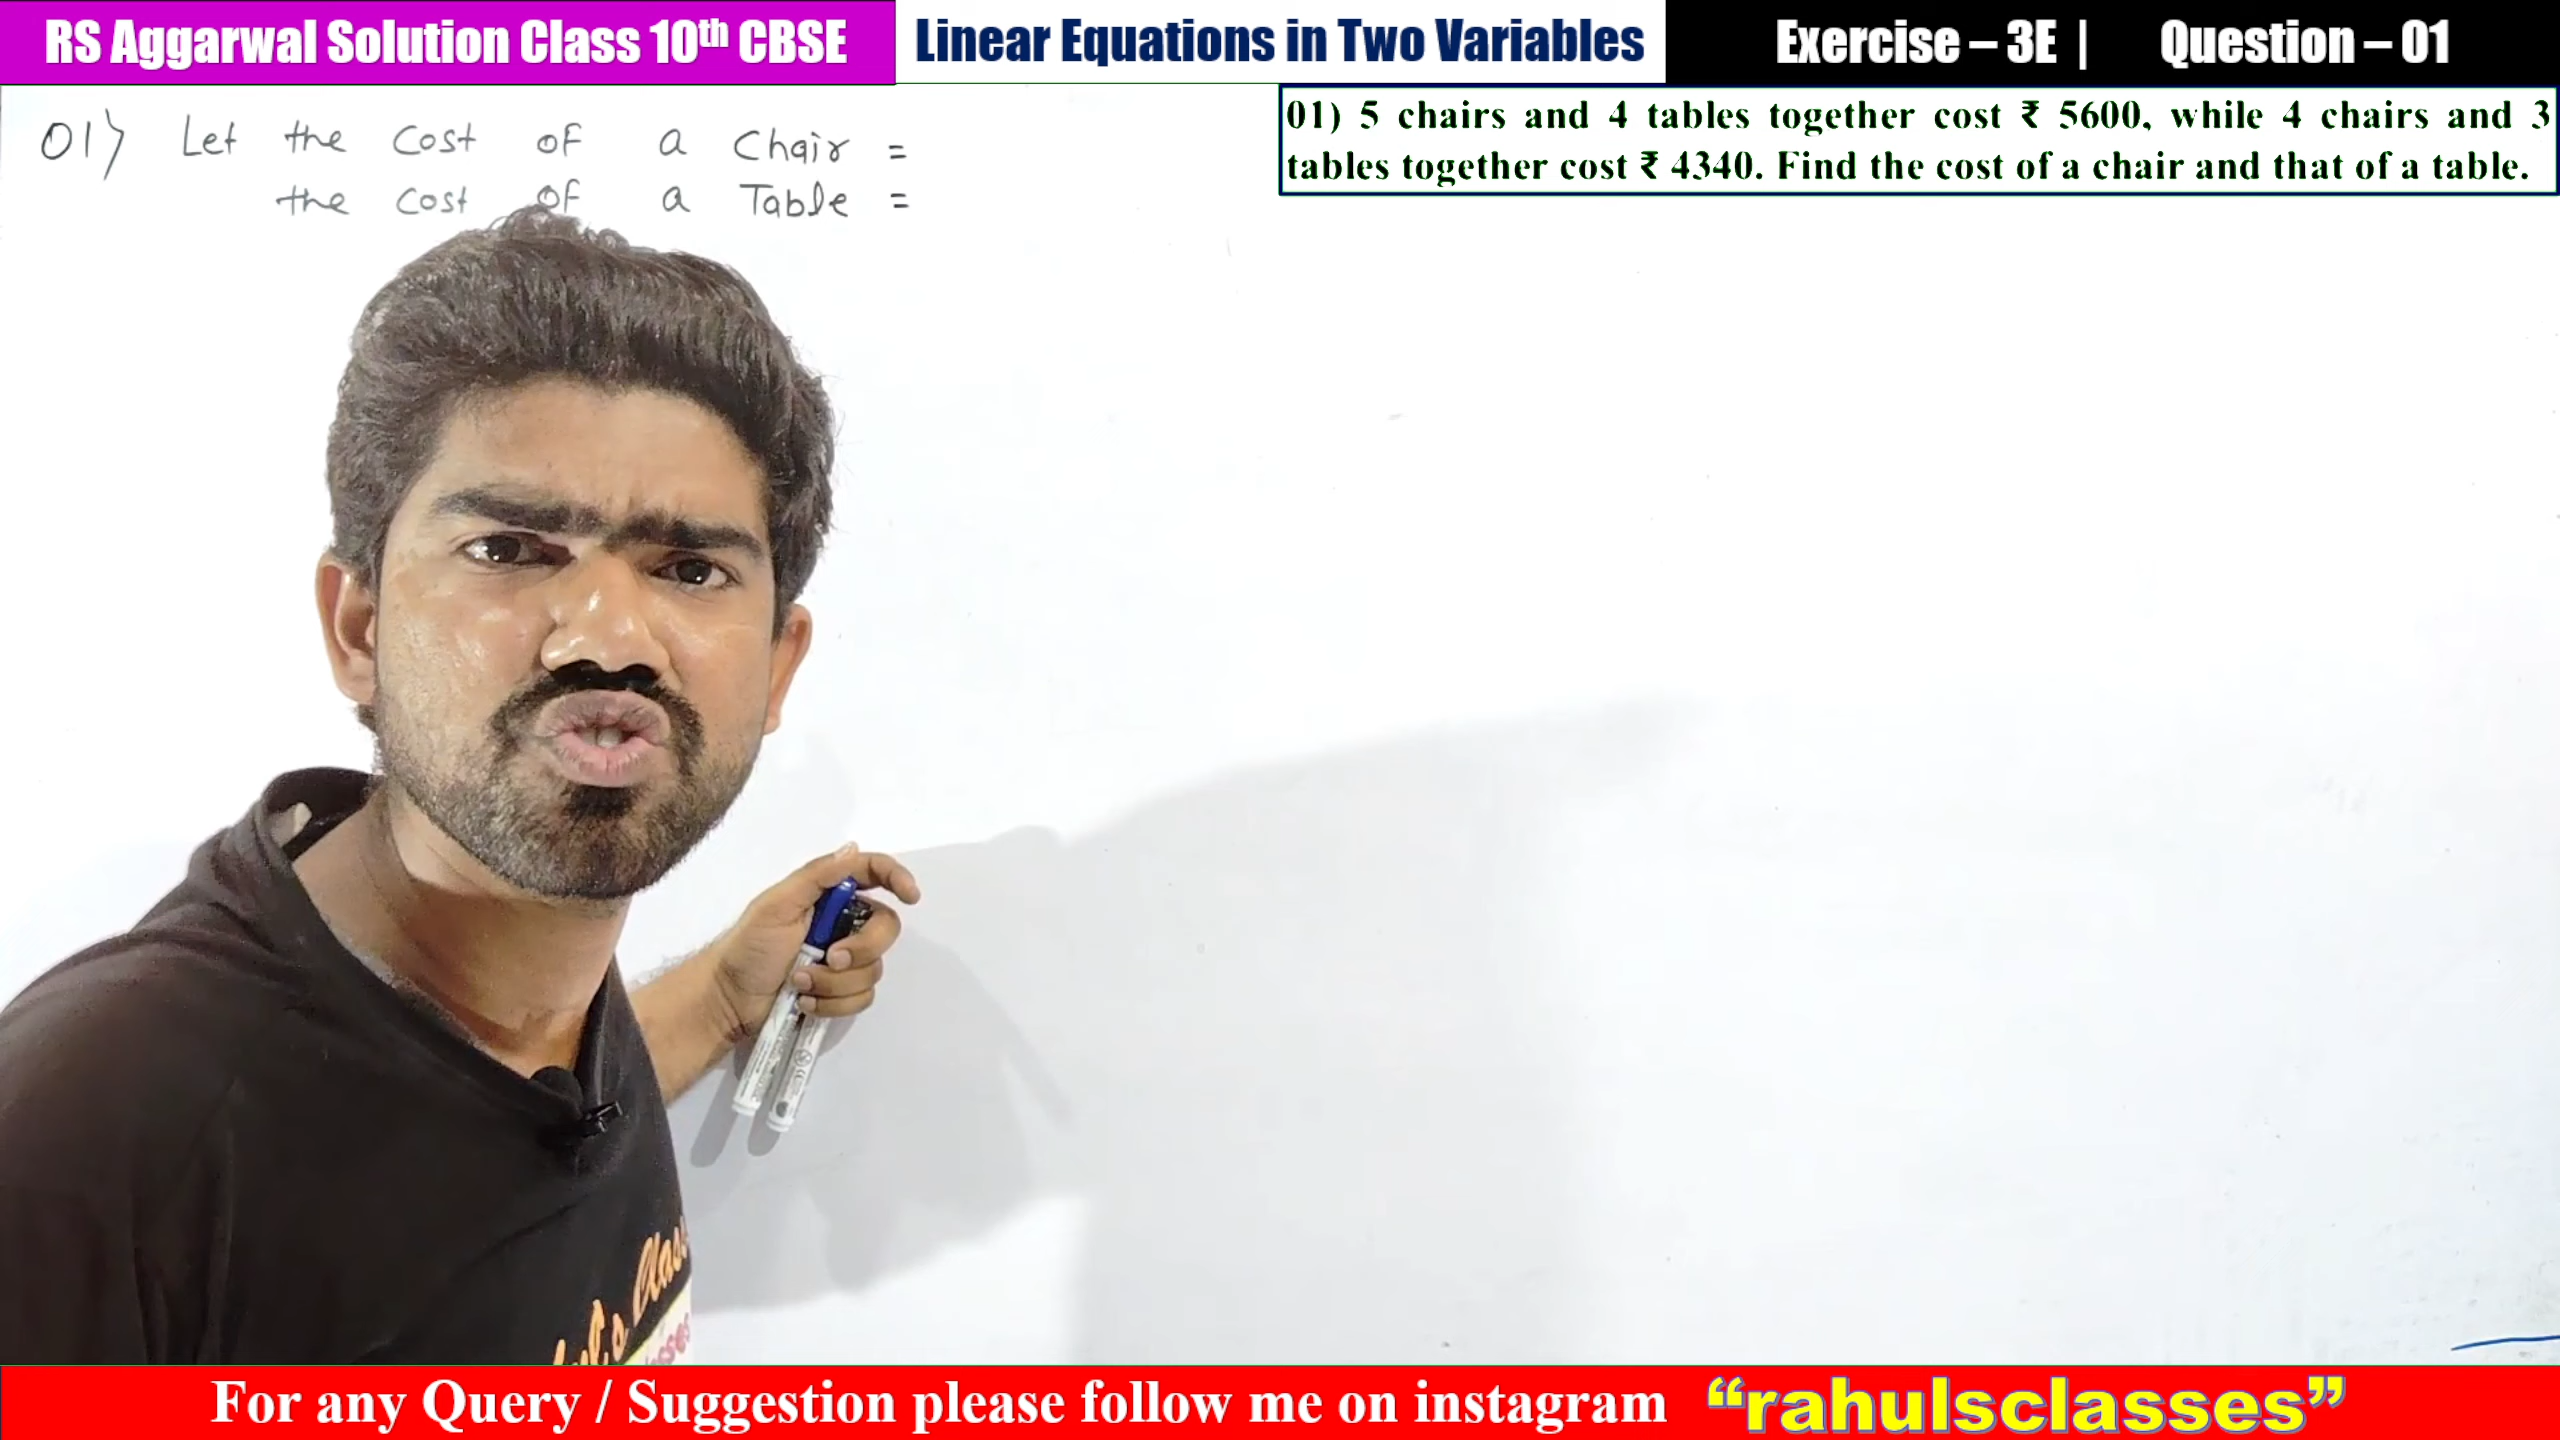 RS Aggarwal Solution Class 10th CBSE
Linear Equations in Two Variables
Exercise – 3E | Question – 01
01) Let the cost of a Chair =
the cost of a Table =
01) 5 chairs and 4 tables together cost ₹ 5600, while 4 chairs and 3
tables together cost ₹ 4340. Find the cost of a chair and that of a table.
For any Query / Suggestion please follow me on instagram “rahulsclasses”